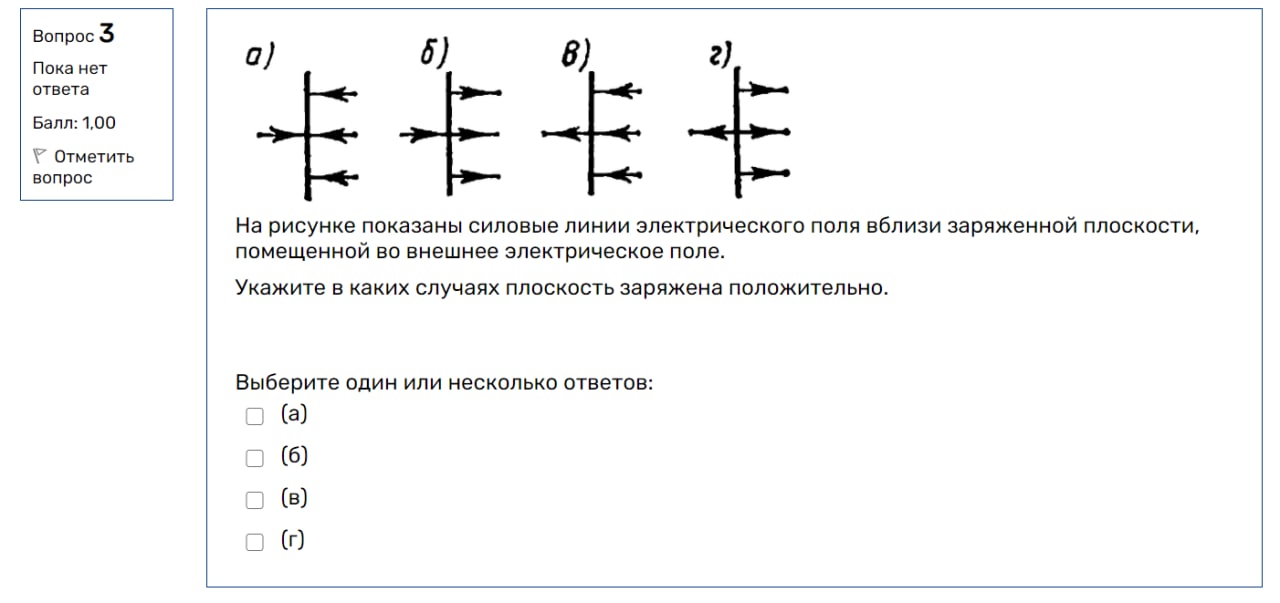 Вопрос 3
Пока нет
ответа
Балл: 1,00
Отметить
вопрос
а) б) в) г)
На рисунке показаны силовые линии электрического поля вблизи заряженной плоскости,
помещенной во внешнее электрическое поле.
Укажите в каких случаях плоскость заряжена положительно.
Выберите один или несколько ответов:
(а)
(б)
(в)
(г)